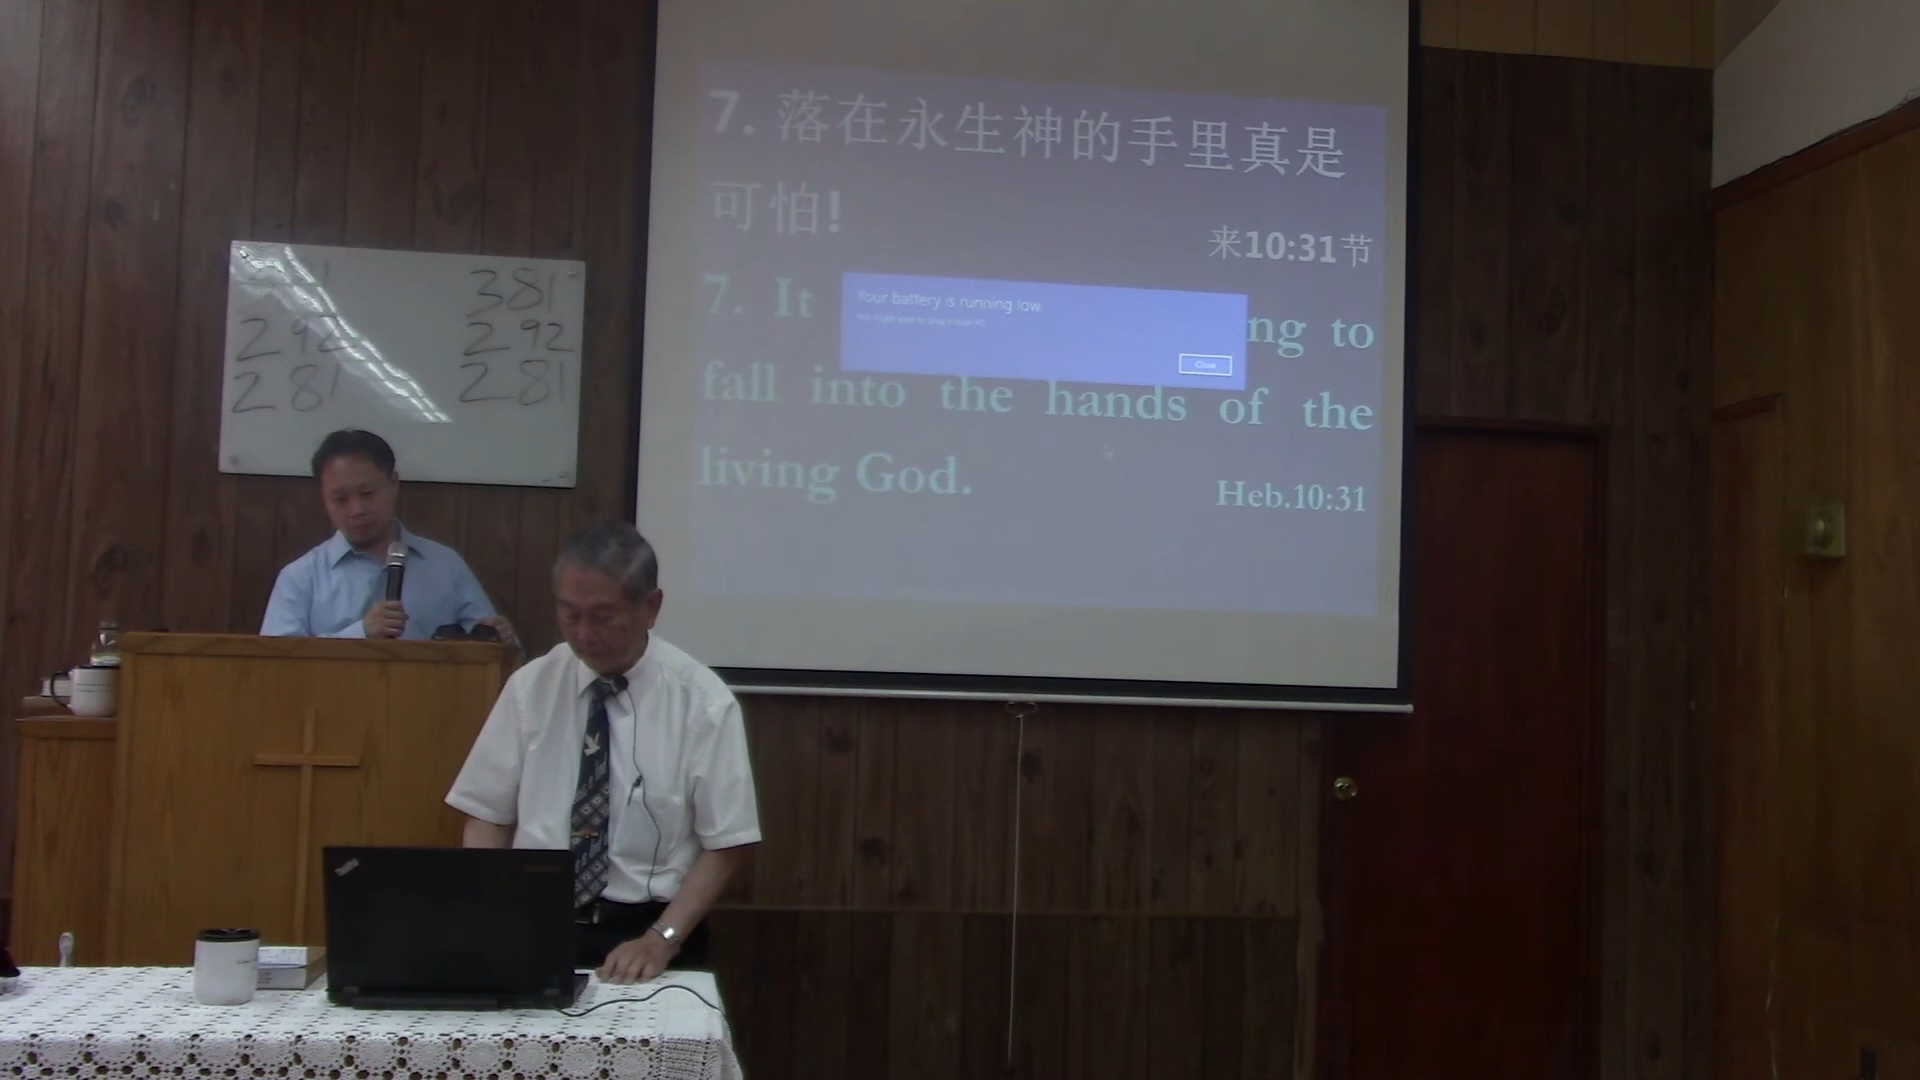 381
292
281
292
281
7. 落在永生神的手里真是
可怕!
来10:31节
7. It
ng to
Your battery is running low
Close
fall into the hands of the
living God.
Heb.10:31
ThinkPad